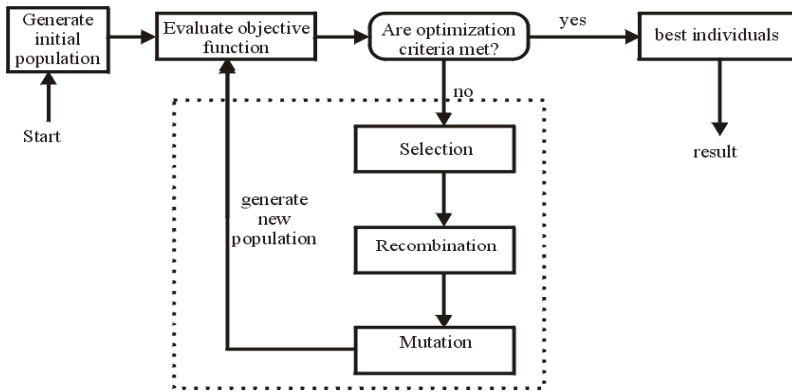 Generate
initial
population
Evaluate objective
function
Are optimization
criteria met?
yes
best individuals
no
Start
Selection
result
generate
new
population
Recombination
Mutation